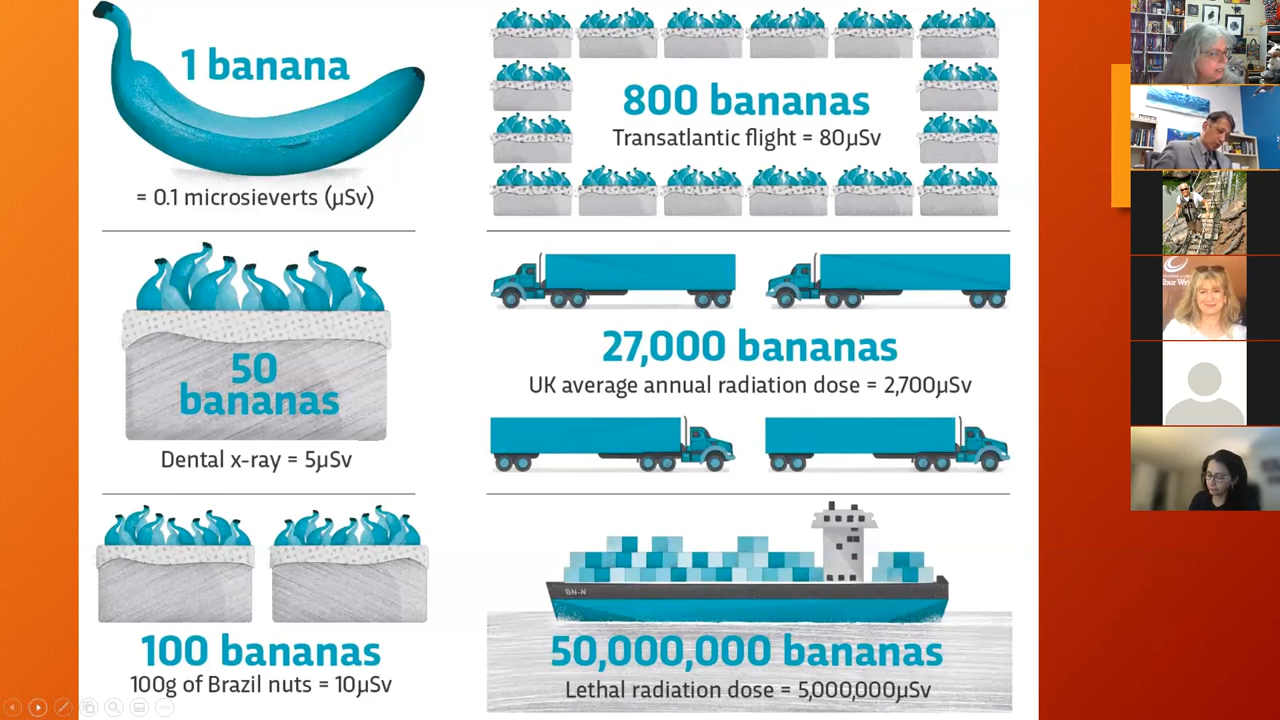 1 banana
= 0.1 microsieverts (µSv)
50
bananas
Dental x-ray = 5µSv
100 bananas
100g of Brazil nuts = 10µSv
800 bananas
Transatlantic flight = 80µSv
27,000 bananas
UK average annual radiation dose = 2,700µSv
BN-N
50,000,000 bananas
Lethal radiation dose = 5,000,000µSv